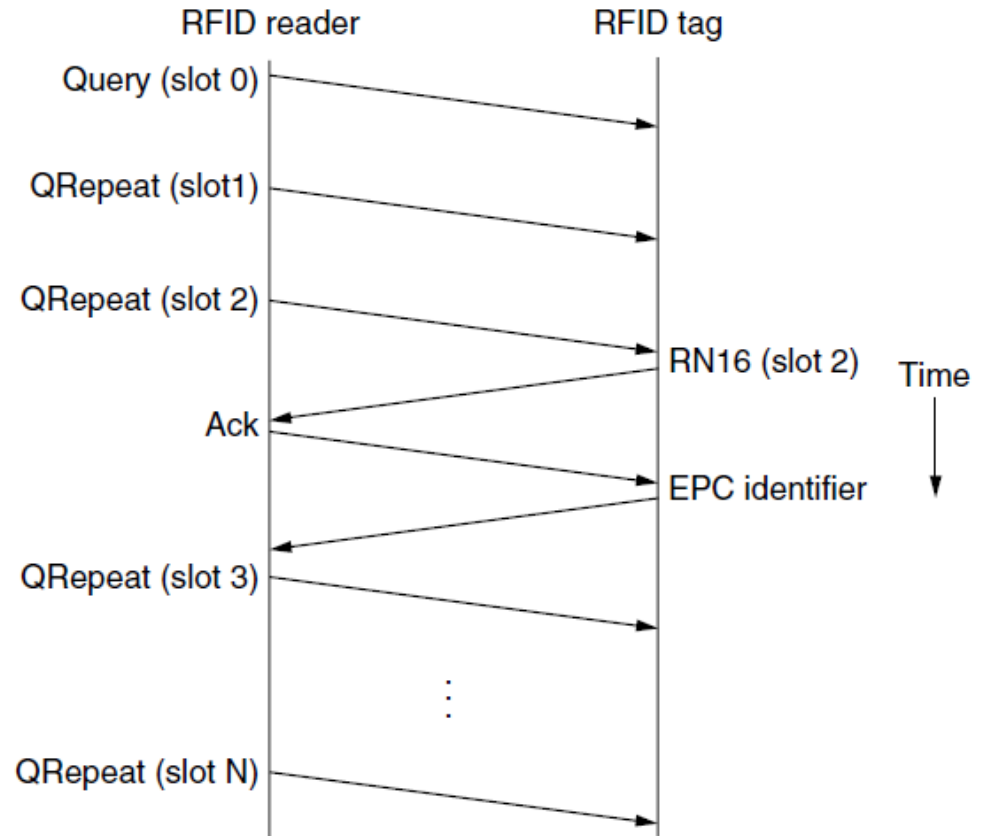 RFID reader
RFID tag
Query (slot 0)
QRepeat (slot1)
QRepeat (slot 2)
RN16 (slot 2)
Time
Ack
EPC identifier
QRepeat (slot 3)
QRepeat (slot N)